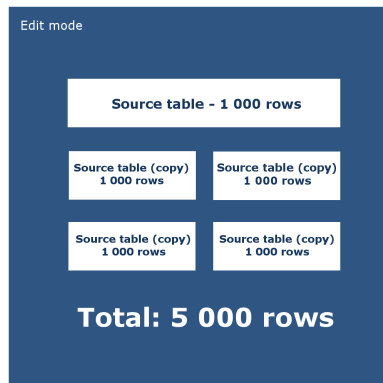 Edit mode
Source table - 1 000 rows
Source table (copy)
1 000 rows
Source table (copy)
1 000 rows
Source table (copy)
1 000 rows
Source table (copy)
1 000 rows
Total: 5 000 rows